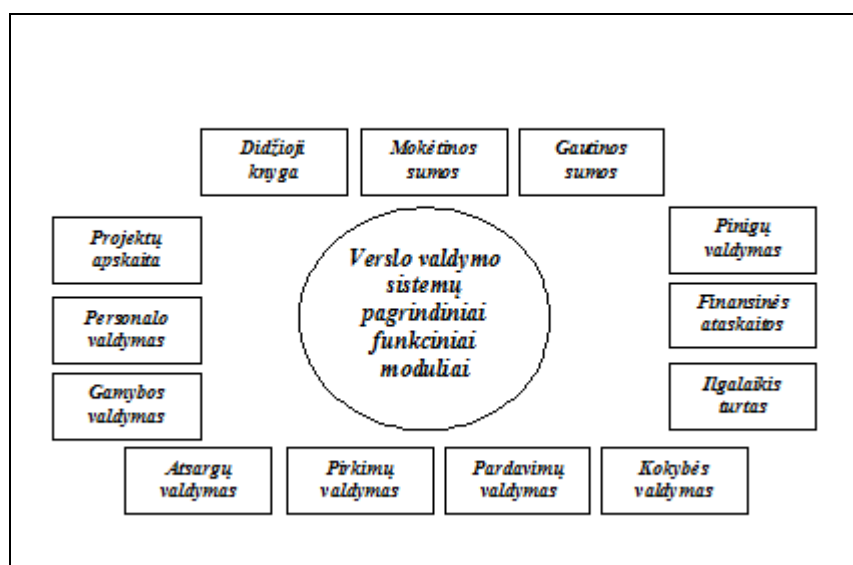 Didžioji
knyga
Mokėtinos
sumos
Gautinos
sumos
Projektų
apskaita
Personalo
valdymas
Gamybos
valdymas
Verslo valdymo
sistemų
pagrindiniai
funkciniai
moduliai
Pinigų
valdymas
Finansinės
ataskaitos
Ilgalaikis
turtas
Atsargų
valdymas
Pirkimų
valdymas
Pardavimų
valdymas
Kokybės
valdymas